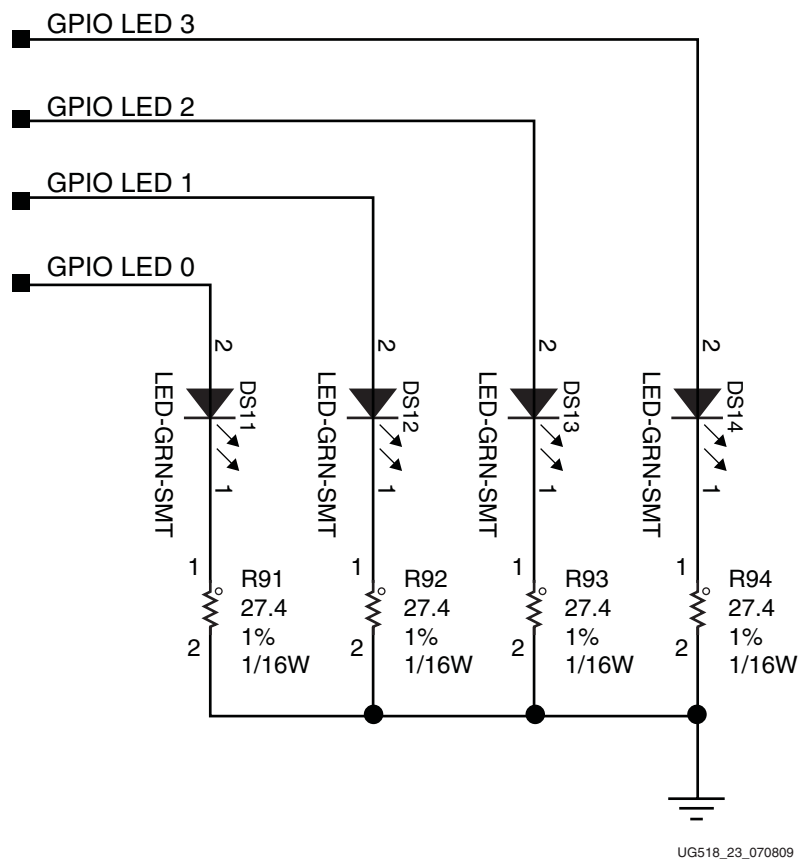 GPIO LED 3
GPIO LED 2
GPIO LED 1
GPIO LED 0
2
DS11
LED-GRN-SMT
1
2
DS12
LED-GRN-SMT
1
2
DS13
LED-GRN-SMT
1
2
DS14
LED-GRN-SMT
1
1
R91
27.4
1%
2
1/16W
1
R92
27.4
1%
2
1/16W
1
R93
27.4
1%
2
1/16W
1
R94
27.4
1%
2
1/16W
UG518_23_070809